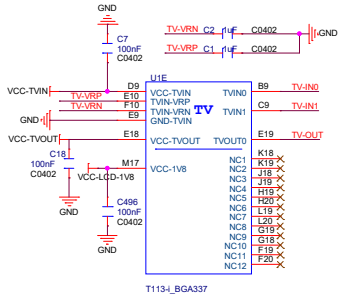 GND
TV-VRN C2 1uF C0402
GND
TV-VRP C1 1uF C0402
C7
100nF
C0402
U1E
VCC-TVIN D9 VCC-TVIN TVIN0 B9 TV-IN0
TV-VRP E10 TVIN-VRP TV
TV-VRN F10 TVIN-VRN TVIN1 C9 TV-IN1
GND E9 GND-TVIN
VCC-TVOUT E18 VCC-TVOUT TVOUT0 E19 TV-OUT
C18
100nF
C0402
VCC-LCD-1V8 M17 VCC-1V8
GND
C496
100nF
C0402
GND
NC1 K18
NC2 K19
NC3 J18
NC4 J19
NC5 H19
NC6 H20
NC7 L19
NC8 L20
NC9 G19
NC10 G18
NC11 F19
NC12 F20
T113-i_BGA337